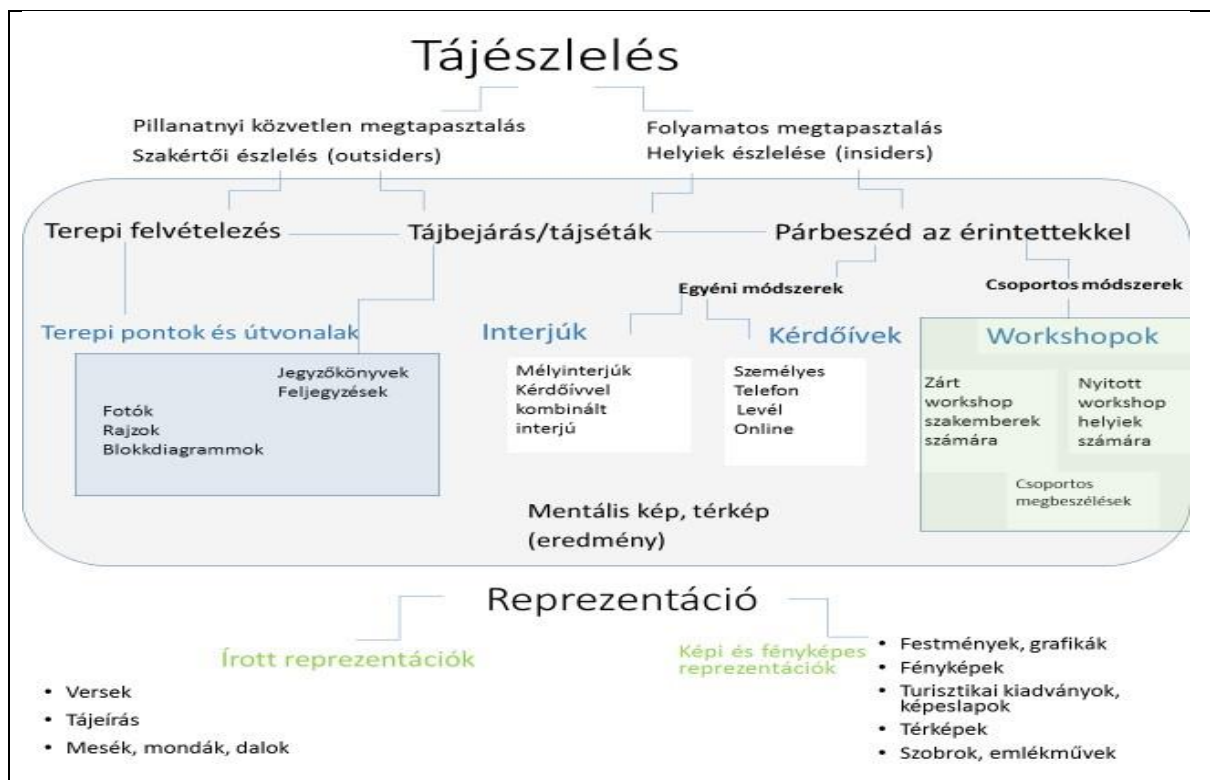 Tájészlelés
Pillanatnyi közvetlen megtapasztalás
Szakértői észlelés (outsiders)
Folyamatos megtapasztalás
Helyiek észlelése (insiders)
Terepi felvételezés
Tájbejárás/tájséták
Párbeszéd az érintettekkel
Egyéni módszerek
Csoportos módszerek
Terepi pontok és útvonalak
Jegyzőkönyvek
Feljegyzések
Fotók
Rajzok
Blokkdiagrammok
Interjúk
Mélyinterjúk
Kérdőívvel
kombinált
interjú
Kérdőívek
Személyes
Telefon
Levél
Online
Workshopok
Zárt
workshop
szakemberek
számára
Nyitott
workshop
helyiek
számára
Csoportos
megbeszélések
Mentális kép, térkép
(eredmény)
Reprezentáció
Írott reprezentációk
• Versek
• Tájeírás
• Mesék, mondák, dalok
Képi és fényképes
reprezentációk
• Festmények, grafikák
• Fényképek
• Turisztikai kiadványok,
képeslapok
• Térképek
• Szobrok, emlékművek